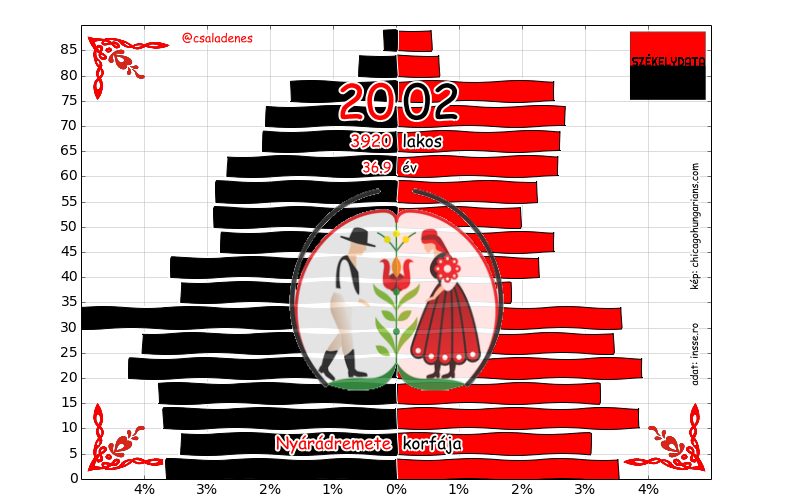 @csaladenes
SZÉKELYDATA
2002
3920 lakos
36.9 év
kép: chicagohungarians.com
adat: insse.ro
Nyárádremete korfája
85
80
75
70
65
60
55
50
45
40
35
30
25
20
15
10
5
0
4% 3% 2% 1% 0% 1% 2% 3% 4%